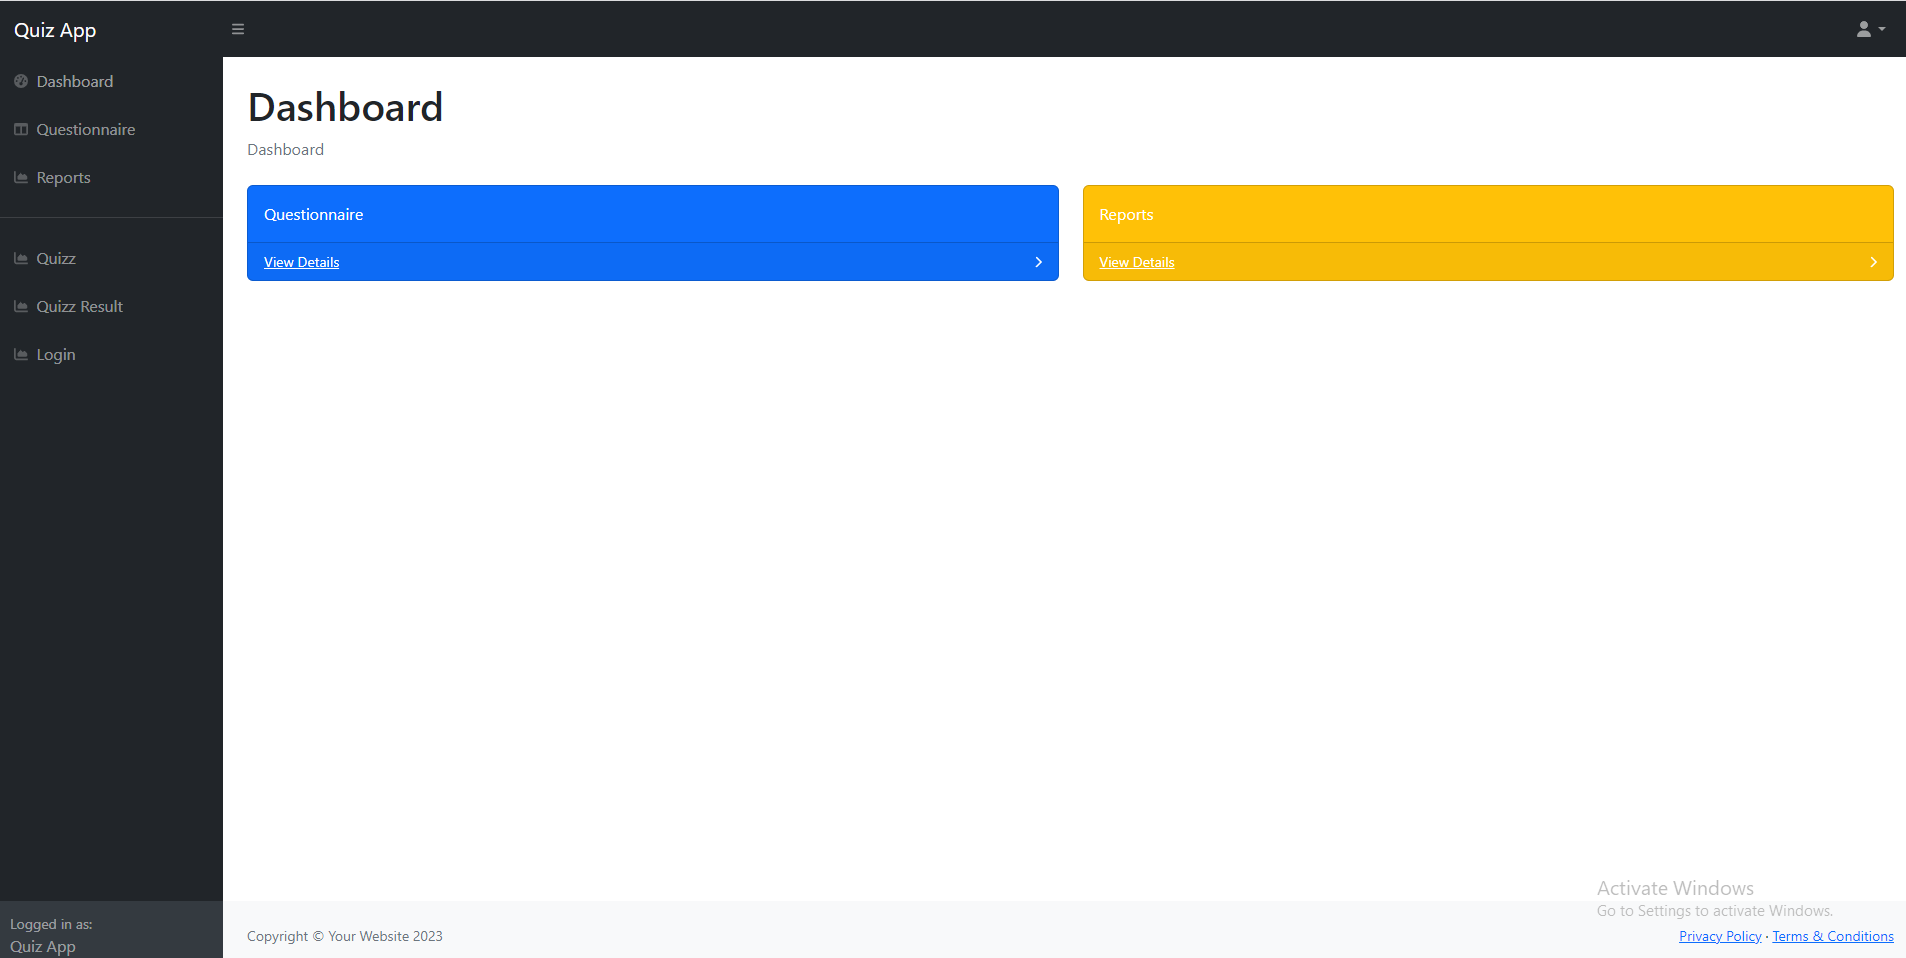 Quiz App
Dashboard
Questionnaire
Reports
Quizz
Quizz Result
Login
Logged in as:
Quiz App
Dashboard
Dashboard
Questionnaire
View Details
Reports
View Details
Activate Windows
Go to Settings to activate Windows.
Copyright © Your Website 2023
Privacy Policy · Terms & Conditions